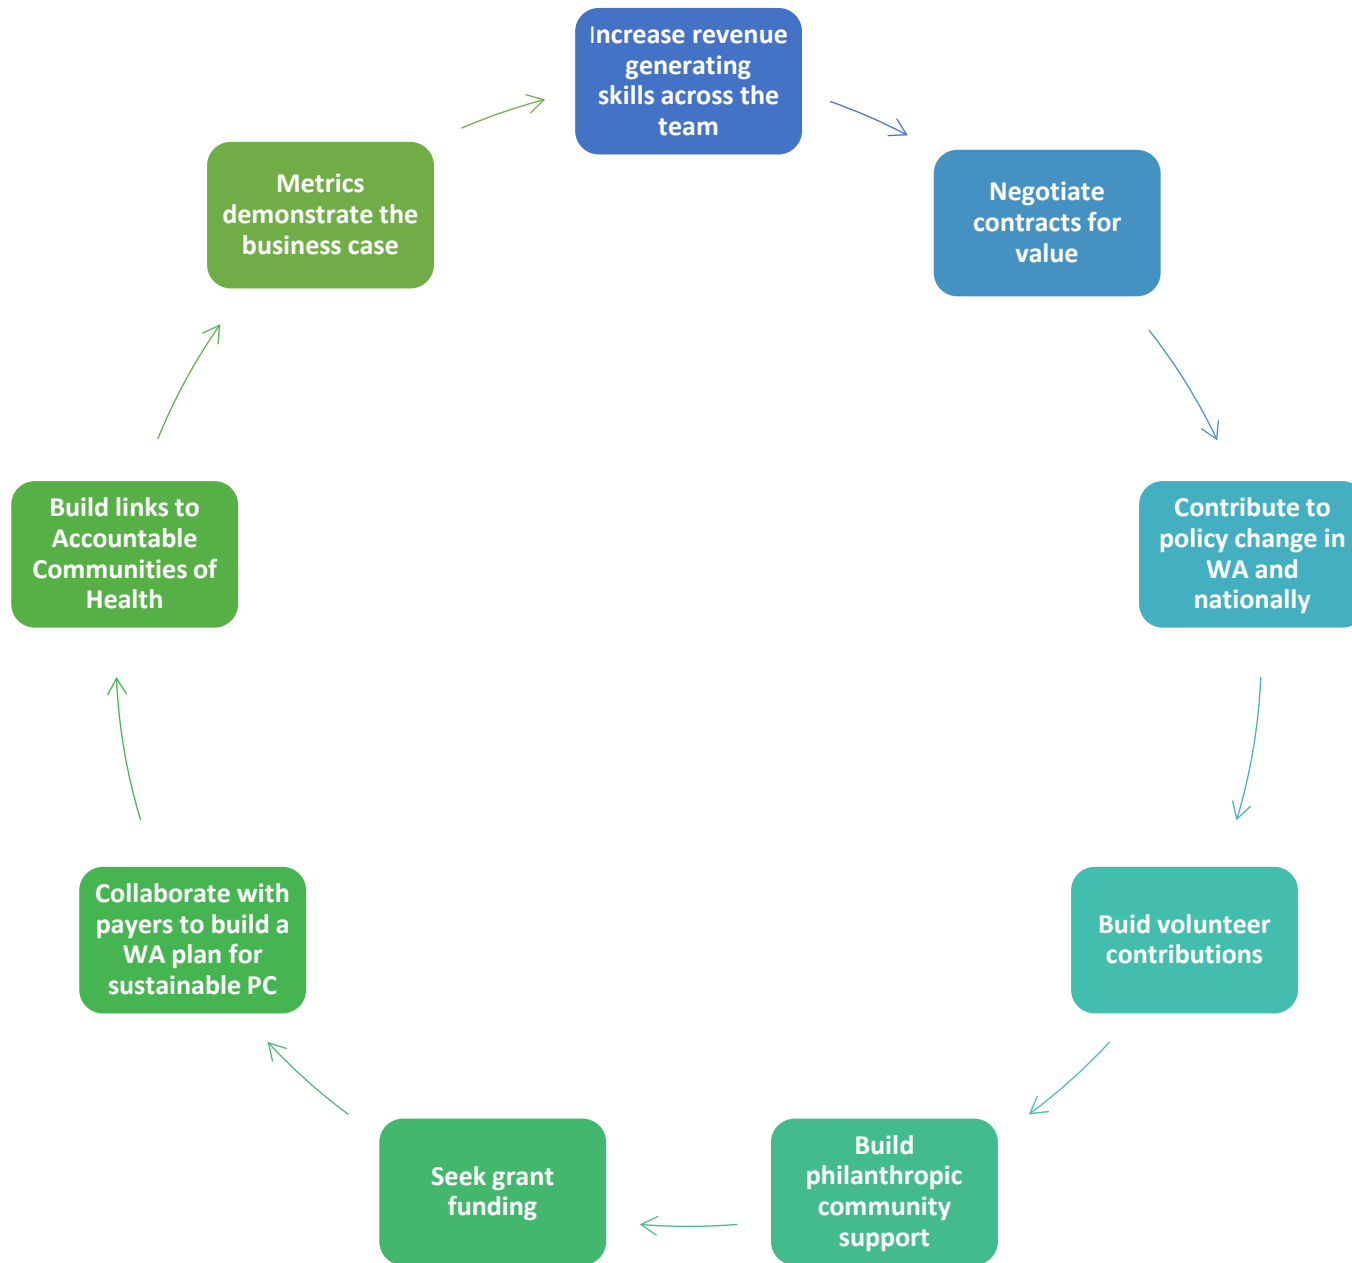 Increase revenue
generating
skills across the
team
Negotiate
contracts for
value
Contribute to
policy change in
WA and
nationally
Buid volunteer
contributions
Build
philanthropic
community
support
Seek grant
funding
Collaborate with
payers to build a
WA plan for
sustainable PC
Build links to
Accountable
Communities of
Health
Metrics
demonstrate the
business case